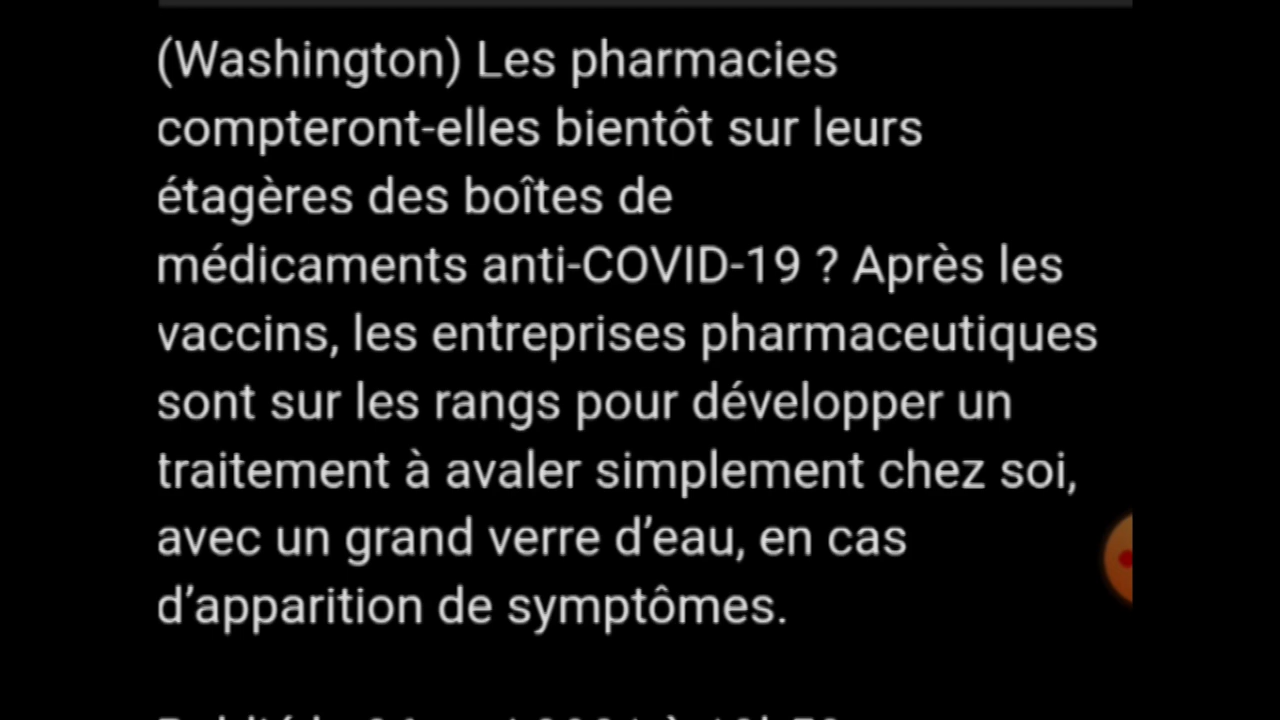 (Washington) Les pharmacies
compteront-elles bientôt sur leurs
étagères des boîtes de
médicaments anti-COVID-19 ? Après les
vaccins, les entreprises pharmaceutiques
sont sur les rangs pour développer un
traitement à avaler simplement chez soi,
avec un grand verre d’eau, en cas
d’apparition de symptômes.